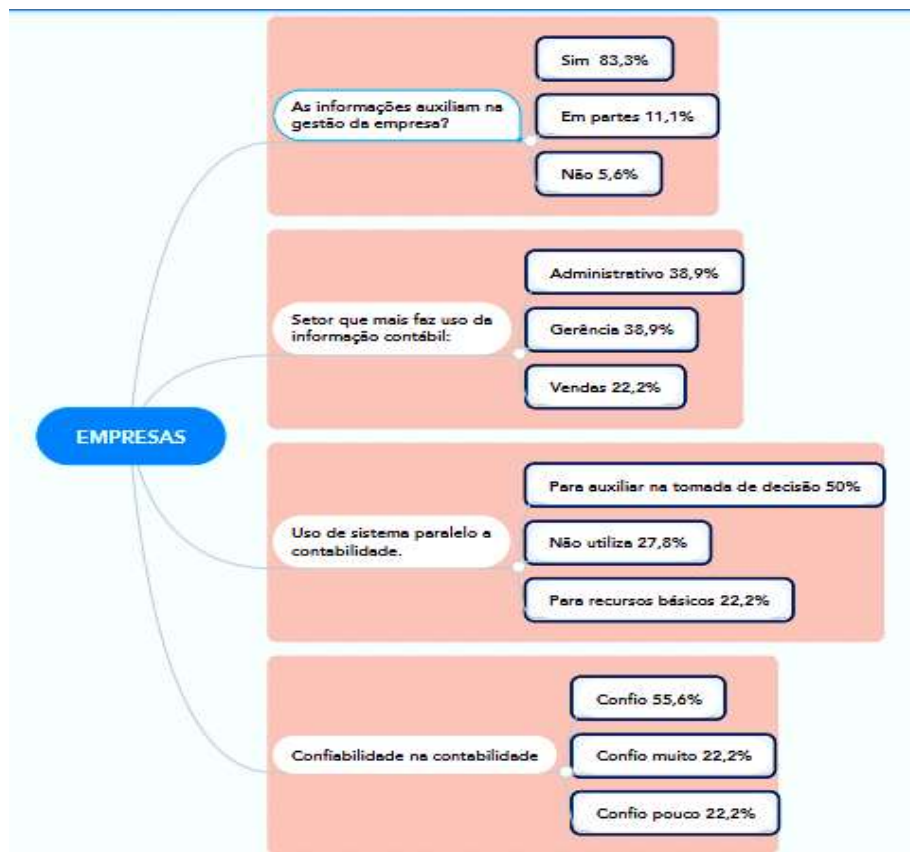 Sim 83,3%
As informações auxiliam na
gestão da empresa?
Em partes 11,1%
Não 5,6%
Administrativo 38,9%
Setor que mais faz uso da
informação contábil:
Gerência 38,9%
Vendas 22,2%
EMPRESAS
Para auxiliar na tomada de decisão 50%
Uso de sistema paralelo a
contabilidade.
Não utiliza 27,8%
Para recursos básicos 22,2%
Confio 55,6%
Confiabilidade na contabilidade
Confio muito 22,2%
Confio pouco 22,2%